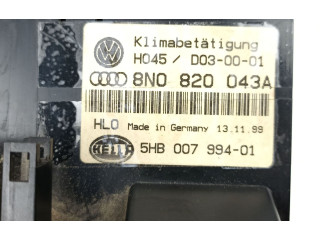 Klimabetätigung
H045 / D03-00-01
8N0 820 043A
HLO Made in Germany 13.11.99
HELLA
5HB 007 994-01